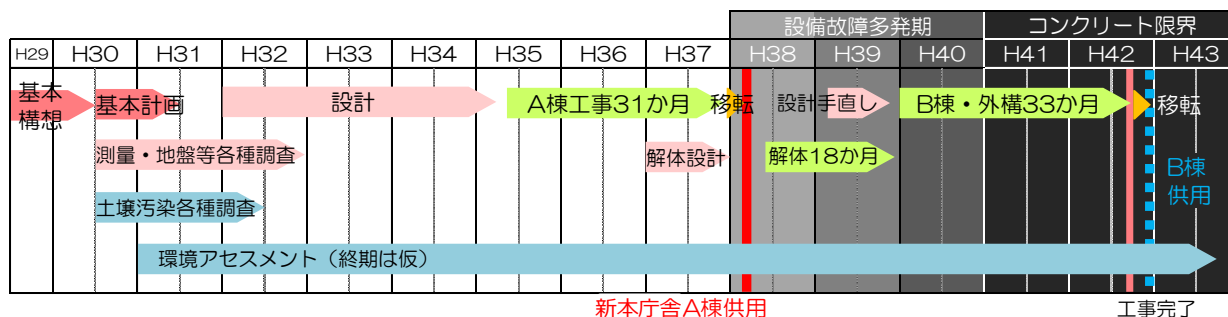 設備故障多発期 コンクリート限界
H29 H30 H31 H32 H33 H34 H35 H36 H37 H38 H39 H40 H41 H42 H43
基本
構想
基本計画
設計
A棟工事31か月
移転
設計手直し
B棟・外構33か月
移転
測量・地盤等各種調査
解体設計
解体18か月
B棟
供用
土壌汚染各種調査
環境アセスメント（終期は仮）
新本庁舎A棟供用
工事完了